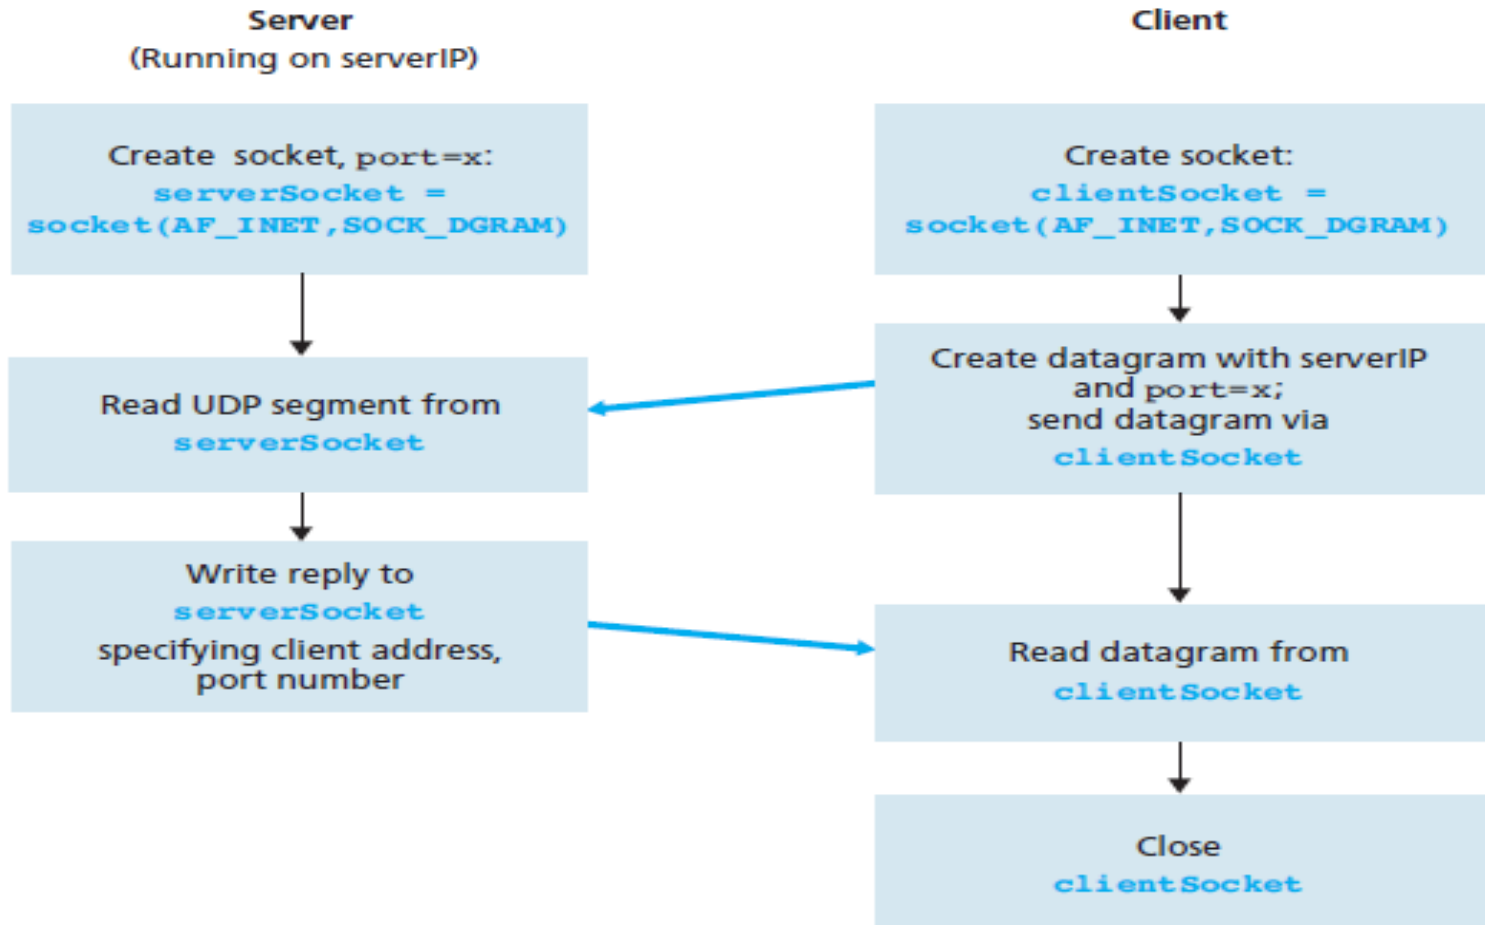 Server
(Running on serverIP)
Create socket, port=x:
serverSocket =
socket(AF_INET,SOCK_DGRAM)
Read UDP segment from
serverSocket
Write reply to
serverSocket
specifying client address,
port number
Client
Create socket:
clientSocket =
socket(AF_INET,SOCK_DGRAM)
Create datagram with serverIP
and port=x;
send datagram via
clientSocket
Read datagram from
clientSocket
Close
clientSocket